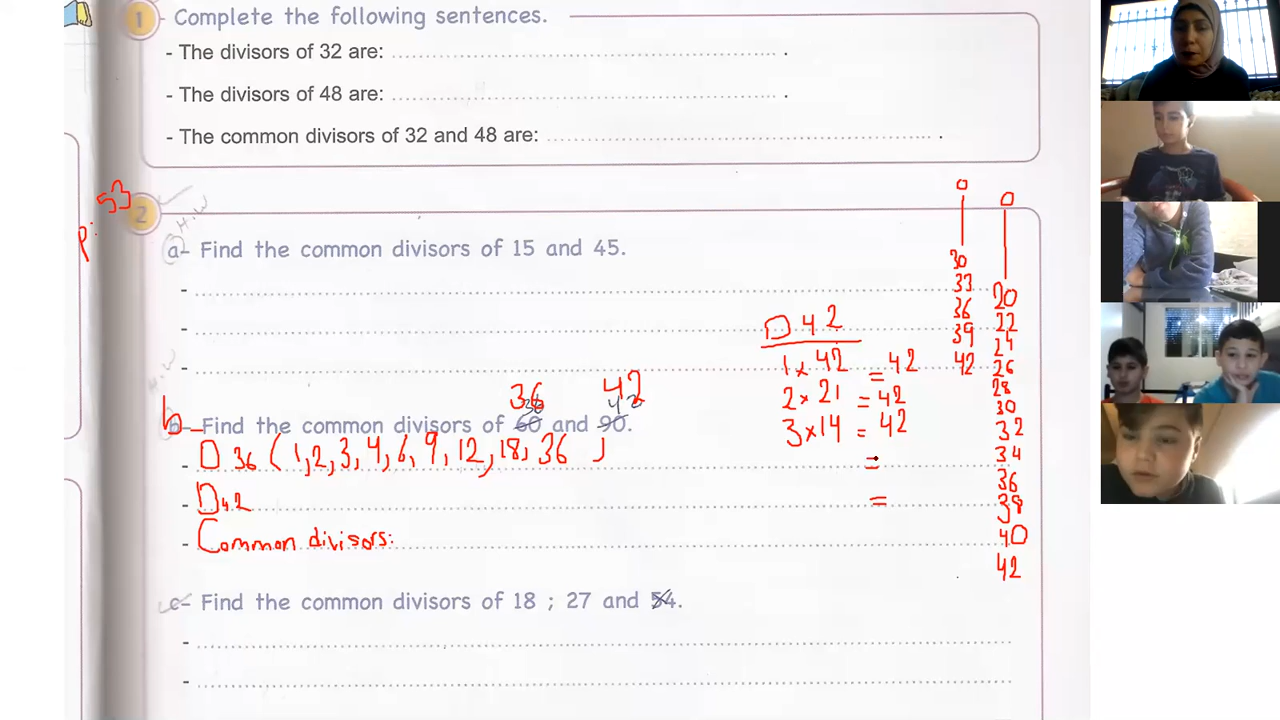 1
Complete the following sentences.
- The divisors of 32 are: .
- The divisors of 48 are: .
- The common divisors of 32 and 48 are: .
p: 53
2
H.W
a- Find the common divisors of 15 and 45.
-
-
-
H.W
36 42
b- Find the common divisors of 60 and 90.
- D 36 ( 1, 2, 3, 4, 6, 9, 12, 18, 36 )
- D 42
- Common divisors:
D 42
1 x 42 = 42
2 x 21 = 42
3 x 14 = 42
=
=
0
30
33
36
39
42
0
20
22
24
26
28
30
32
34
36
38
40
42
c- Find the common divisors of 18 ; 27 and 54.
-
-